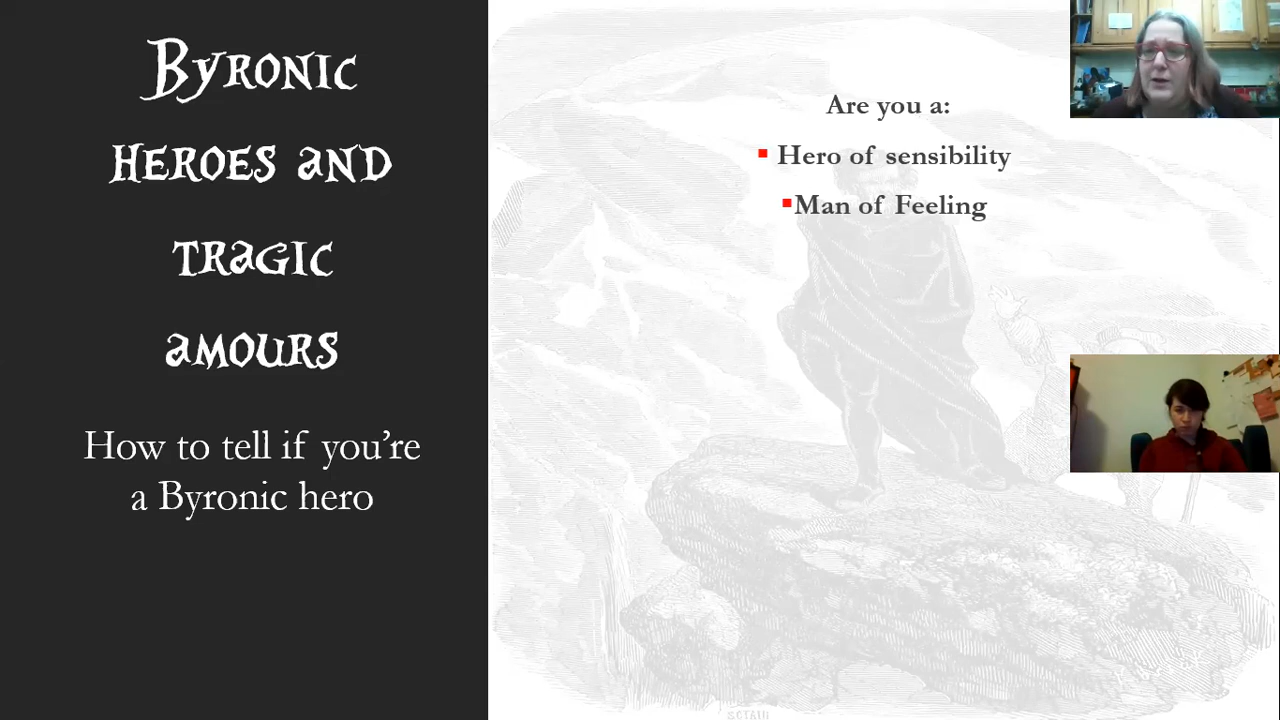 Byronic
heroes and
tragic
amours
How to tell if you're
a Byronic hero
Are you a:
Hero of sensibility
Man of Feeling
SOTAIN